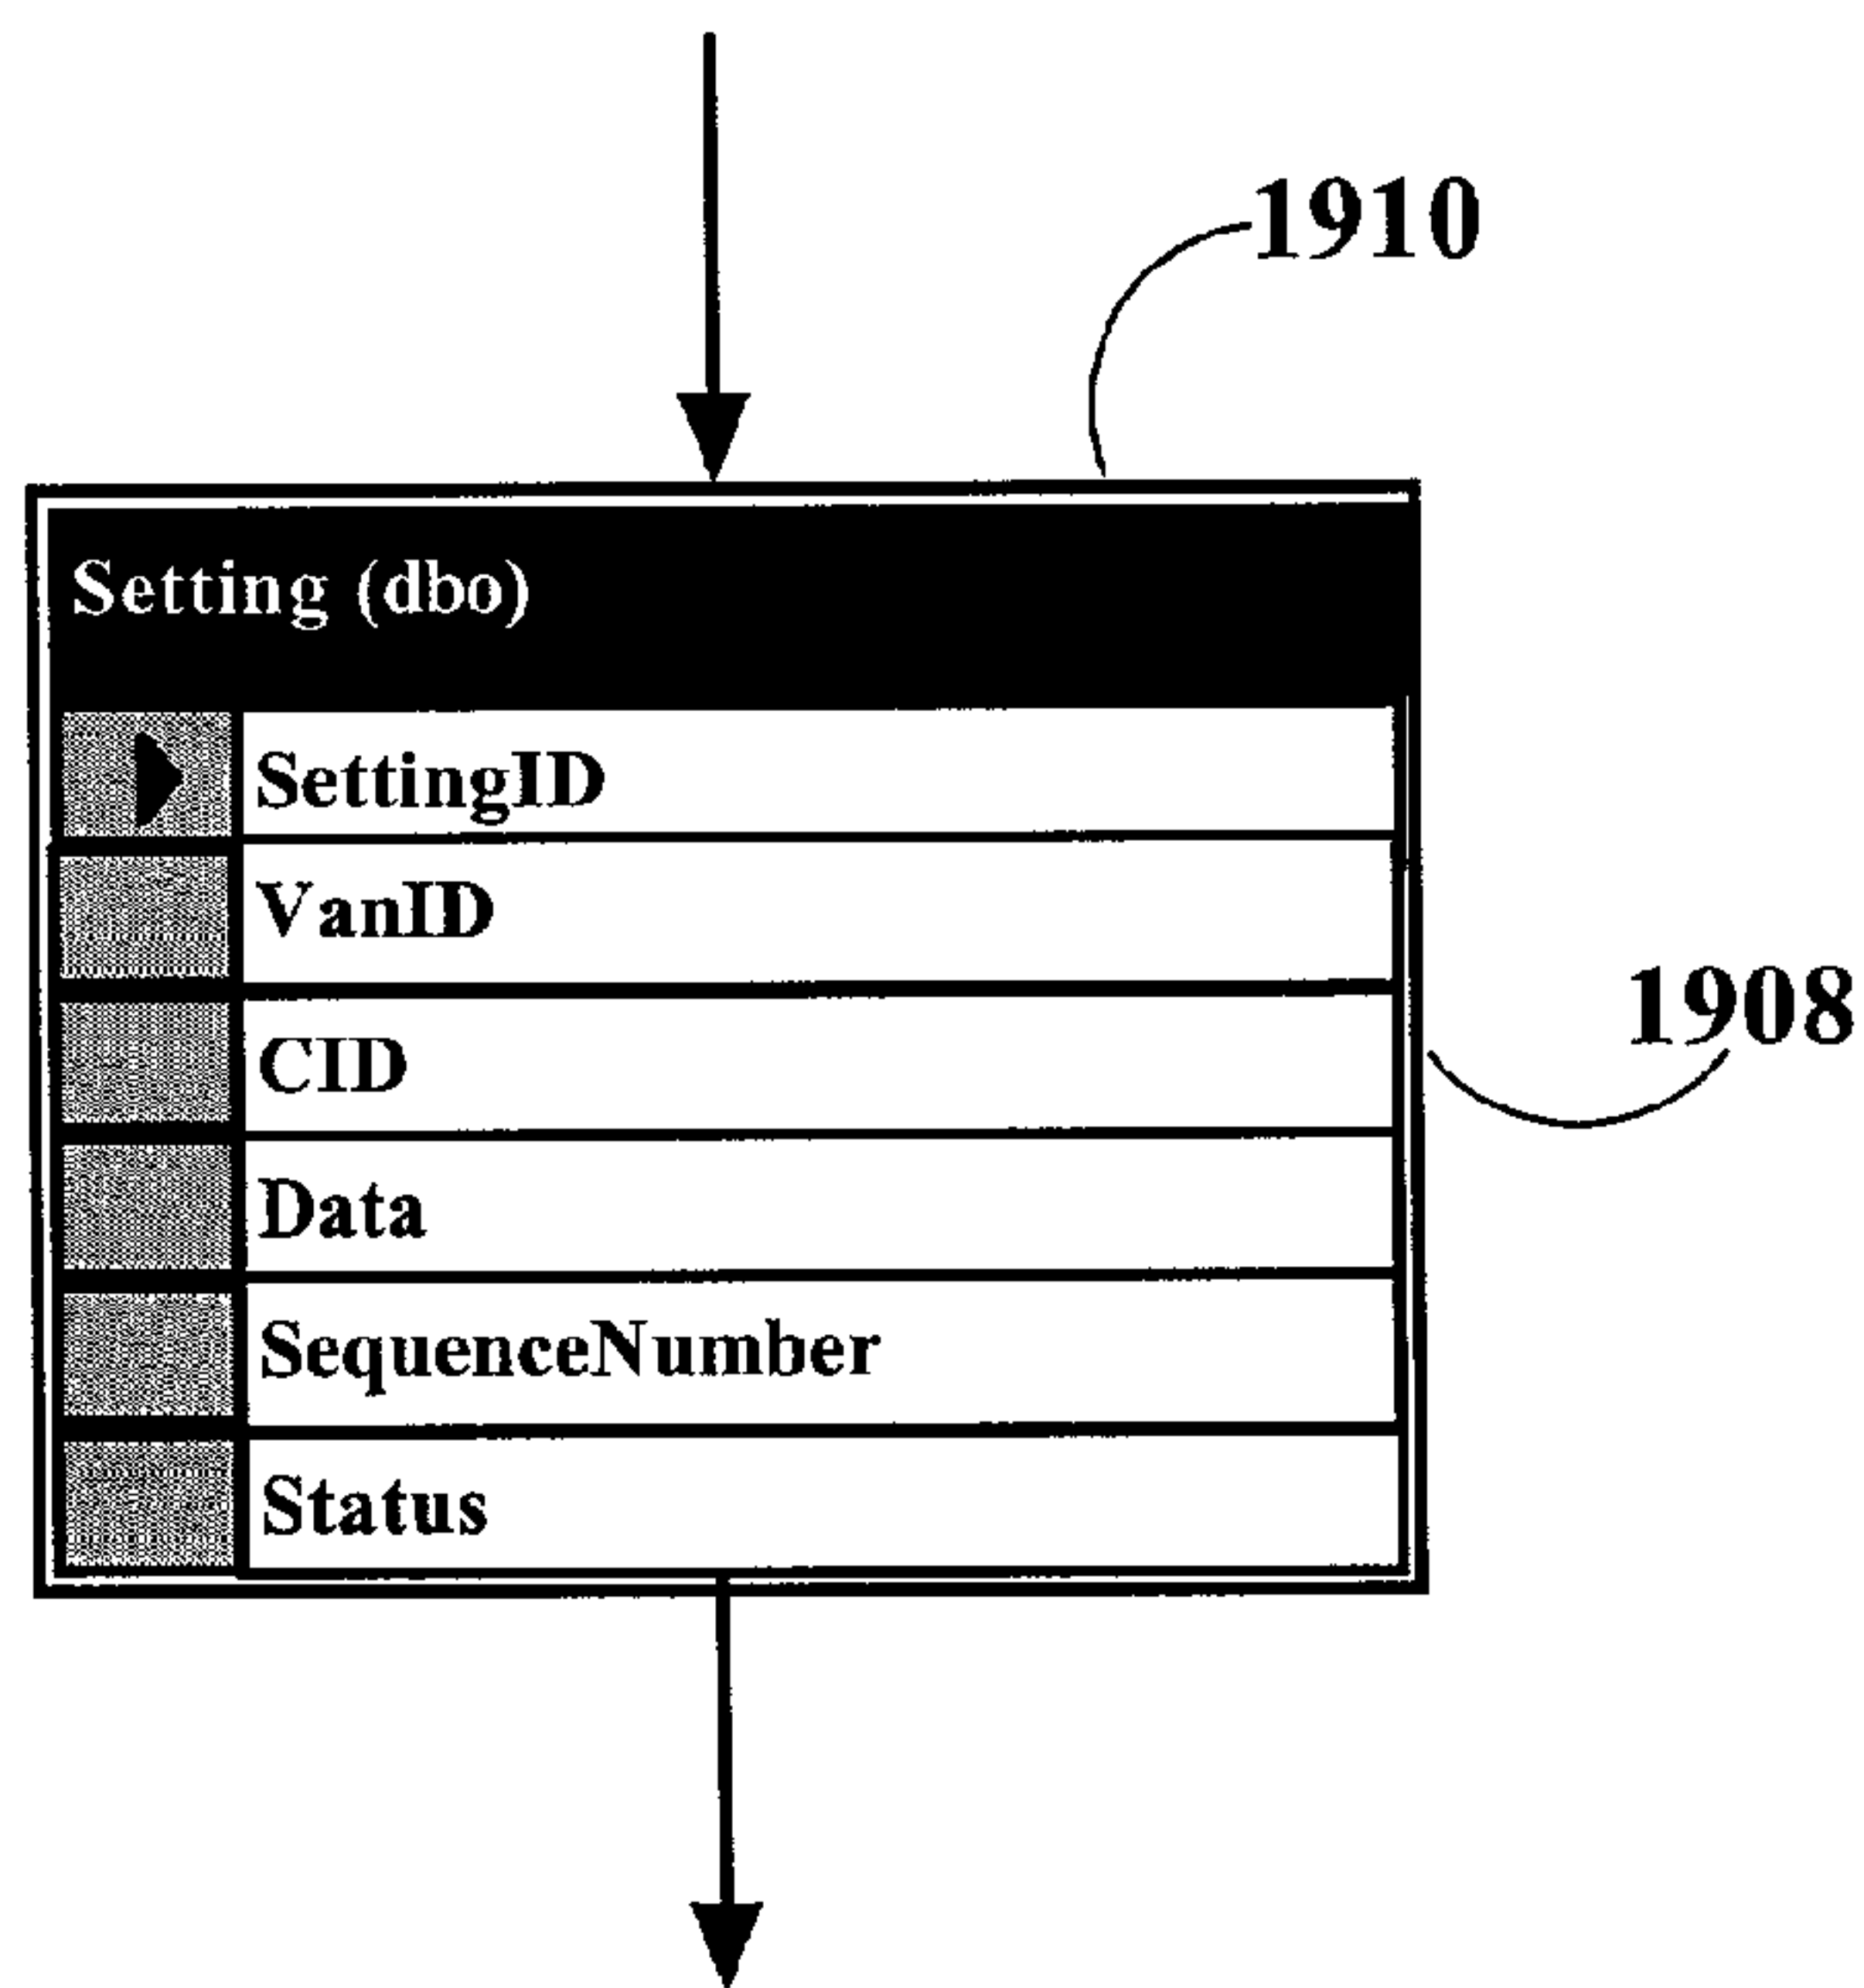 1910
Setting (dbo)
SettingID
VanID
CID
1908
Data
SequenceNumber
Status